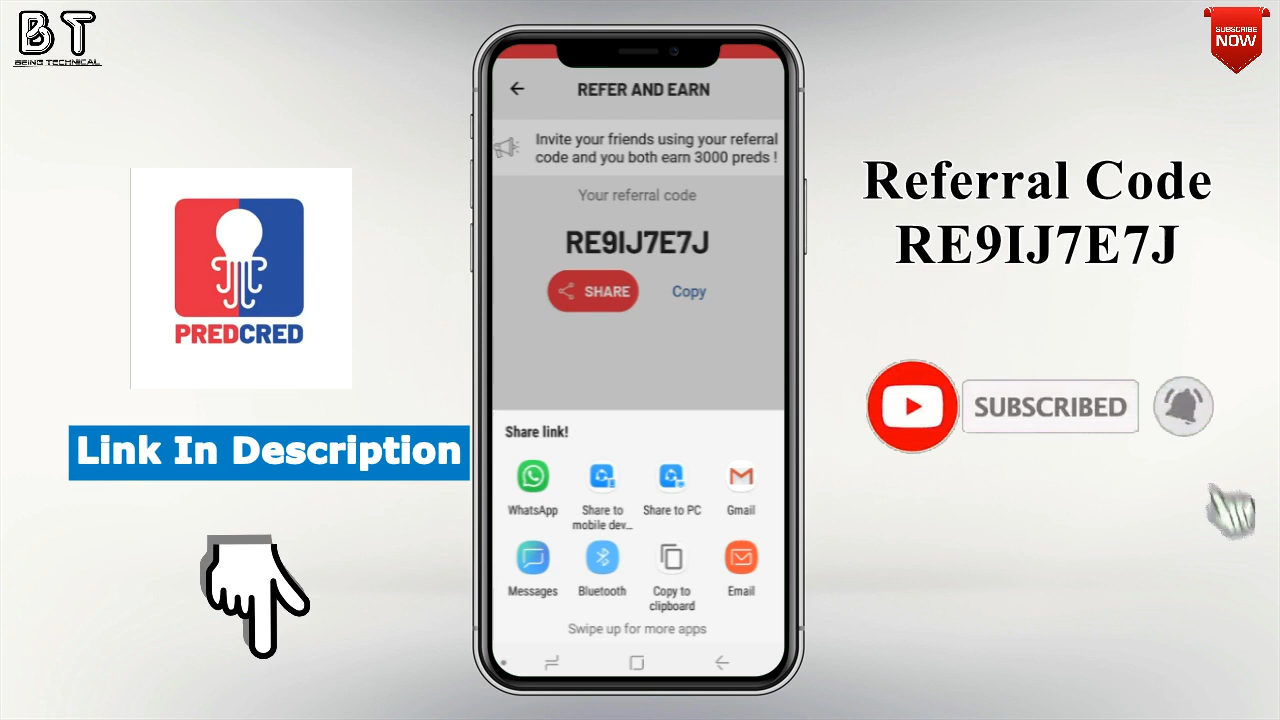 BT
BEING TECHNICAL
SUBSCRIBE
NOW
REFER AND EARN
Invite your friends using your referral
code and you both earn 3000 preds !
Your referral code
RE9IJ7E7J
SHARE
Copy
Referral Code
RE9IJ7E7J
PREDCRED
Link In Description
SUBSCRIBED
Share link!
WhatsApp
Share to
mobile dev...
Share to PC
Gmail
Messages
Bluetooth
Copy to
clipboard
Email
Swipe up for more apps